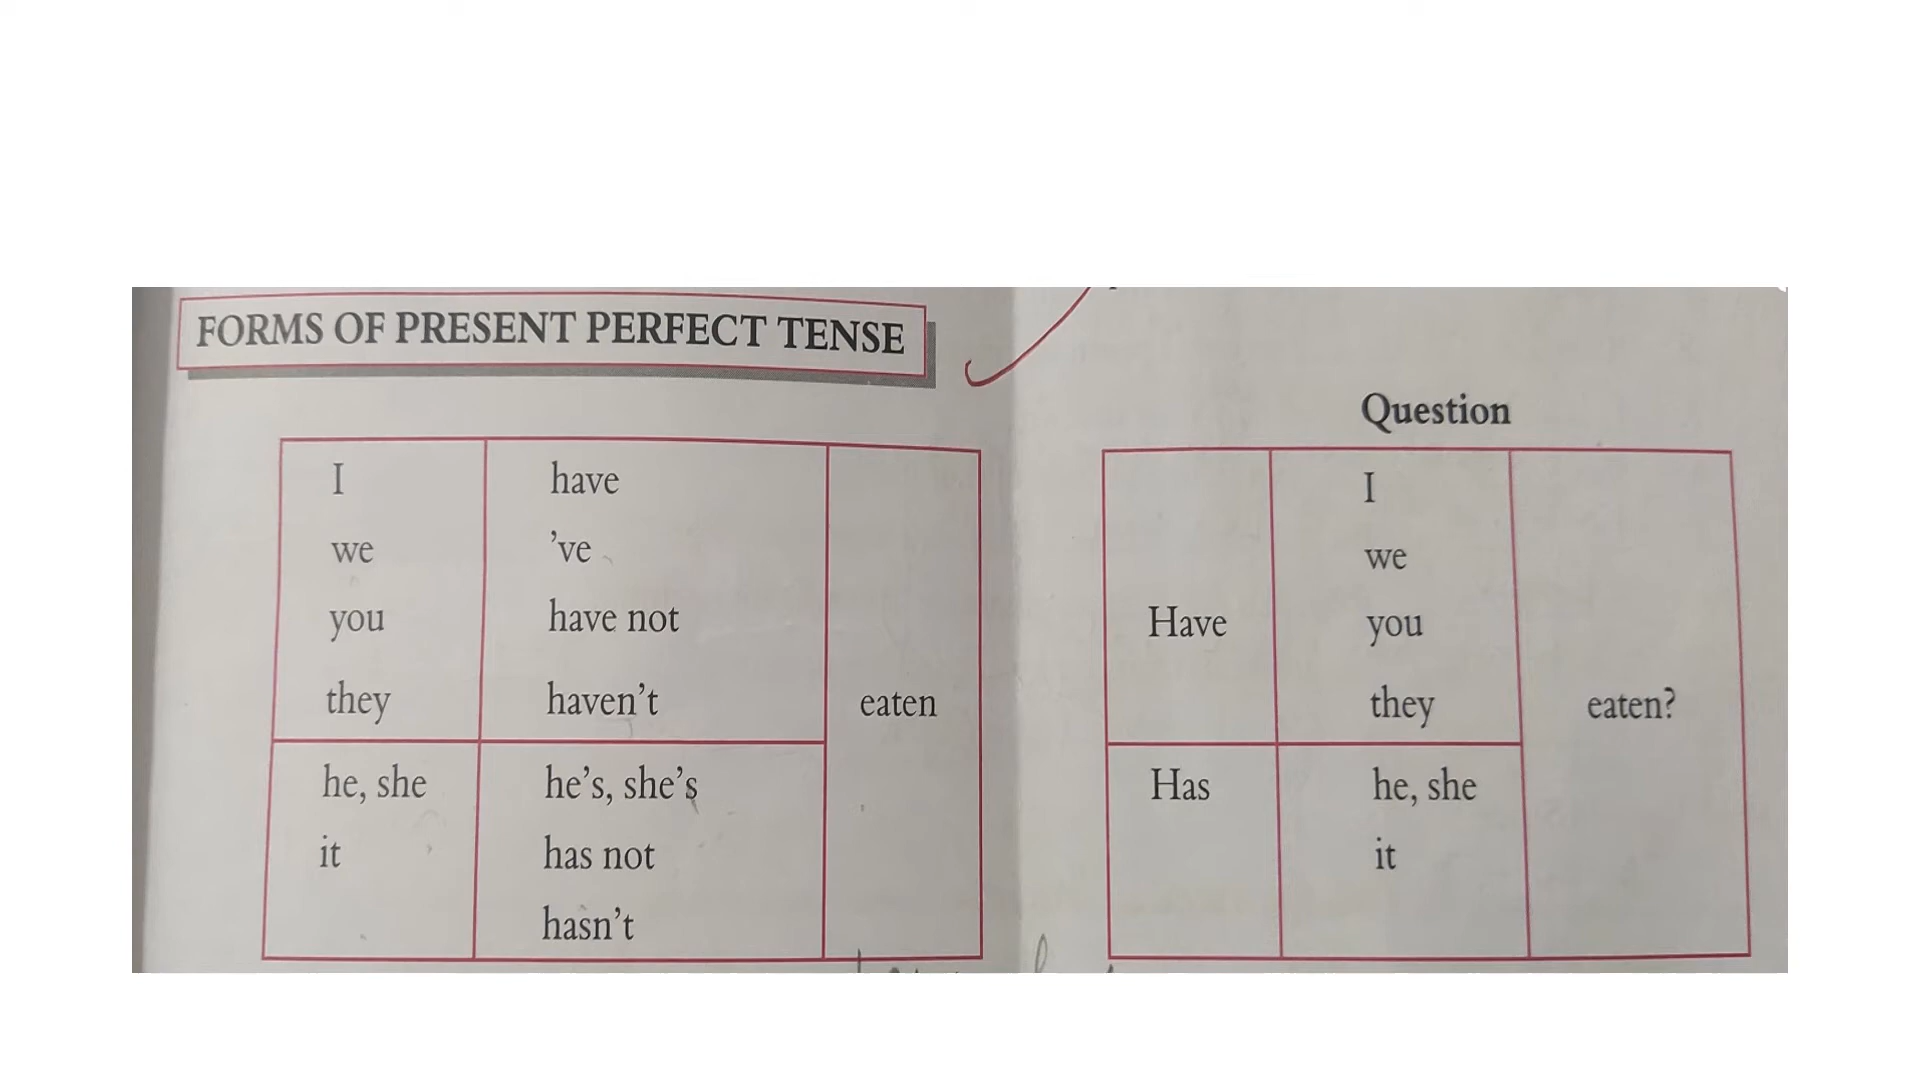 FORMS OF PRESENT PERFECT TENSE
I have
we 've
you have not
they haven't
eaten
he, she he's, she's
it has not
hasn't
Question
I
we
Have you
they
eaten?
Has he, she
it